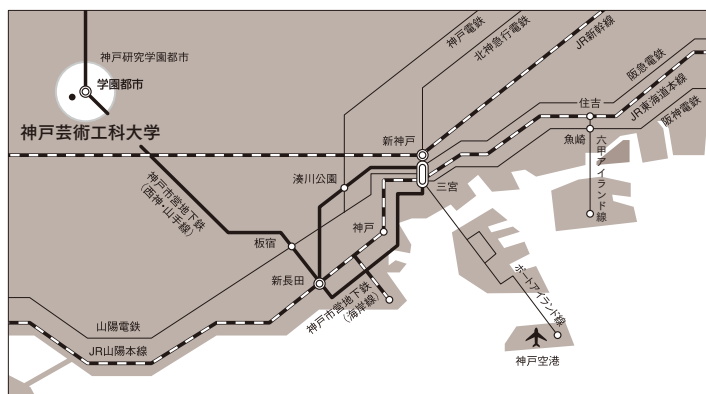 神戸研究学園都市
学園都市
神戸芸術工科大学
神戸電鉄
北神急行電鉄
JR新幹線
阪急電鉄
JR東海道本線
阪神電鉄
住吉
魚崎
六甲アイランド線
新神戸
三宮
湊川公園
神戸市営地下鉄
(西神・山手線)
板宿
神戸
新長田
神戸市営地下鉄
(海岸線)
ポートアイランド線
山陽電鉄
JR山陽本線
神戸空港